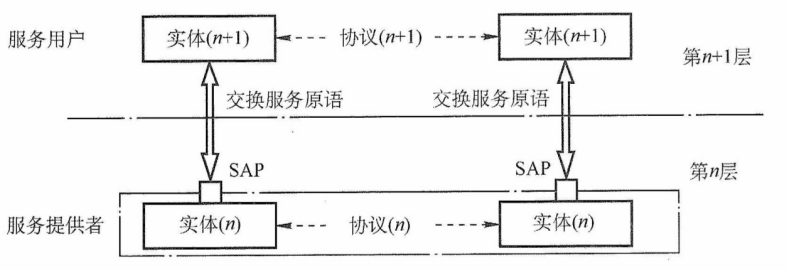 服务用户 实体(n+1) 协议(n+1) 实体(n+1)
第n+1层
交换服务原语 交换服务原语
SAP SAP 第n层
服务提供者 实体(n) 协议(n) 实体(n)